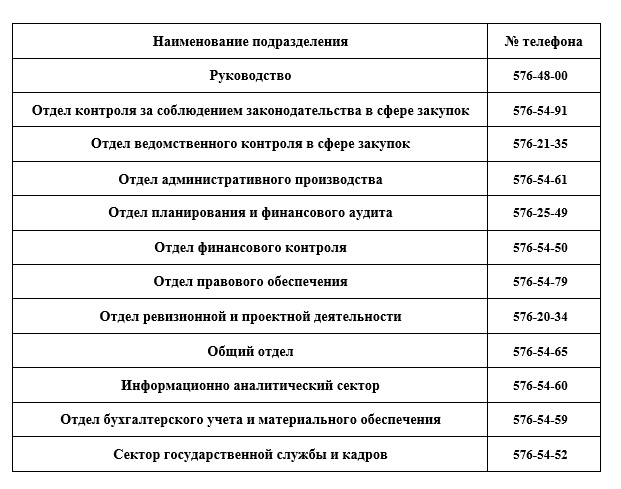 Наименование подразделения № телефона
Руководство 576-48-00
Отдел контроля за соблюдением законодательства в сфере закупок 576-54-91
Отдел ведомственного контроля в сфере закупок 576-21-35
Отдел административного производства 576-54-61
Отдел планирования и финансового аудита 576-25-49
Отдел финансового контроля 576-54-50
Отдел правового обеспечения 576-54-79
Отдел ревизионной и проектной деятельности 576-20-34
Общий отдел 576-54-65
Информационно аналитический сектор 576-54-60
Отдел бухгалтерского учета и материального обеспечения 576-54-59
Сектор государственной службы и кадров 576-54-52